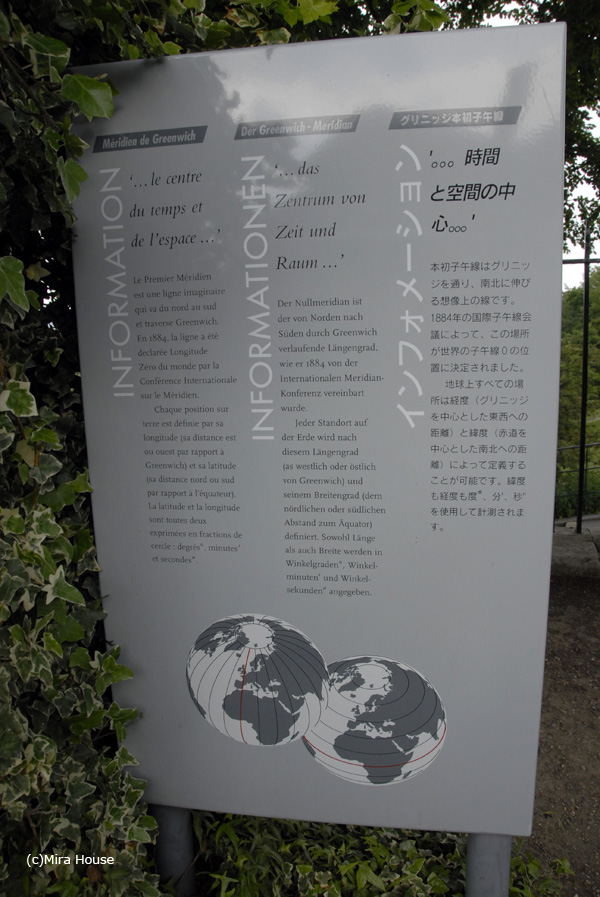 Méridien de Greenwich
INFORMATION
‘…le centre
du temps et
de l'espace…’
Le Premier Méridien
est une ligne imaginaire
qui va du nord au sud
et traverse Greenwich.
En 1884, la ligne a été
declarée Longitude
Zéro du monde par la
Conférence Internationale
sur le Méridien.
Chaque position sur
terre est definie par sa
longitude (sa distance est
ou ouest par rapport à
Greenwich) et sa latitude
(sa distance nord ou sud
par rapport à l'équateur).
La latitude et la longitude
sont toutes deux
exprimées en fractions de
cercle : degrés°, minutes'
et secondes"
Der Greenwich-Meridian
INFORMATIONEN
‘…das
Zentrum von
Zeit und
Raum…’
Der Nullmeridian ist
der von Norden nach
Süden durch Greenwich
verlaufende Längengrad,
wie er 1884 von der
Internationalen Meridian-
Konferenz vereinbart
wurde.
Jeder Standort auf
der Erde wird nach
diesem Längengrad
(as westlich oder östlich
von Greenwich) und
seinem Breitengrad (dem
nördlichen oder südlichen
Abstand zum Äquator)
definiert. Sowohl Länge
als auch Breite werden in
Winkelgraden°, Winkel-
minuten' und Winkel-
sekunden" angegeben.
グリニッジ本初子午線
インフォメーション
'。。。時間
と空間の中
心。。。'
本初子午線はグリニッ
ジを通り、南北に伸び
る想像上の線です。
1884年の国際子午線会
議によって、この場所
が世界の子午線０の位
置に決定されました。
地球上すべての場
所は経度（グリニッジ
を中心とした東西への
距離）と緯度（赤道を
中心とした南北への距
離）によって定義する
ことが可能です。緯度
も経度も度°、分'、秒"
を使用して計測されま
す。
(c)Mira House